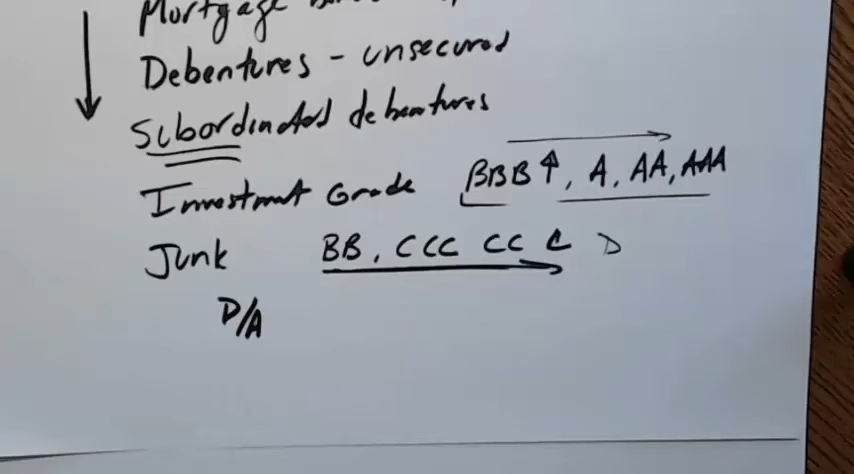 Mortgage
Debentures - unsecured
Subordinated debentures
Investment Grade BBB↑, A, AA, AAA
Junk BB, CCC CC C D
D/A